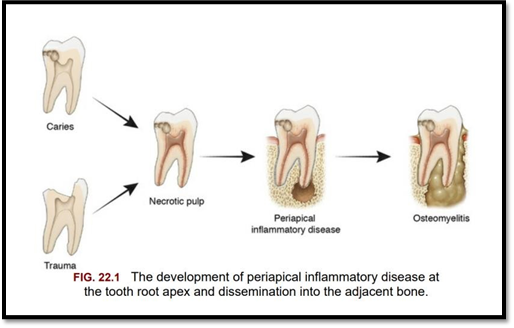 Caries
Trauma
Necrotic pulp
Periapical
inflammatory disease
Osteomyelitis
FIG. 22.1 The development of periapical inflammatory disease at
the tooth root apex and dissemination into the adjacent bone.